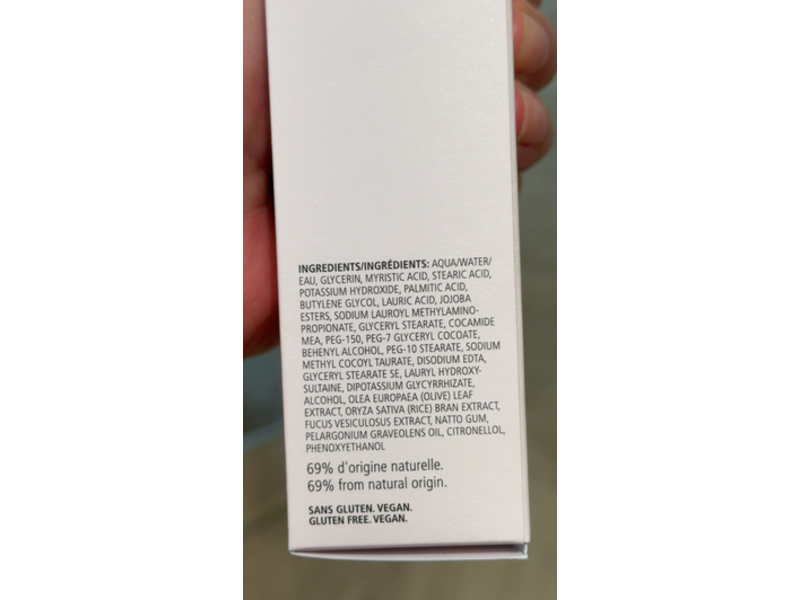 INGREDIENTS/INGRÉDIENTS: AQUA/WATER/
EAU, GLYCERIN, MYRISTIC ACID, STEARIC ACID,
POTASSIUM HYDROXIDE, PALMITIC ACID,
BUTYLENE GLYCOL, LAURIC ACID, JOJOBA
ESTERS, SODIUM LAUROYL METHYLAMINO-
PROPIONATE, GLYCERYL STEARATE, COCAMIDE
MEA, PEG-150, PEG-7 GLYCERYL COCOATE,
BEHENYL ALCOHOL, PEG-10 STEARATE, SODIUM
METHYL COCOYL TAURATE, DISODIUM EDTA,
GLYCERYL STEARATE SE, LAURYL HYDROXY-
SULTAINE, DIPOTASSIUM GLYCYRRHIZATE,
ALCOHOL, OLEA EUROPAEA (OLIVE) LEAF
EXTRACT, ORYZA SATIVA (RICE) BRAN EXTRACT,
FUCUS VESICULOSUS EXTRACT, NATTO GUM,
PELARGONIUM GRAVEOLENS OIL, CITRONELLOL,
PHENOXYETHANOL
69% d'origine naturelle.
69% from natural origin.
SANS GLUTEN. VEGAN.
GLUTEN FREE. VEGAN.